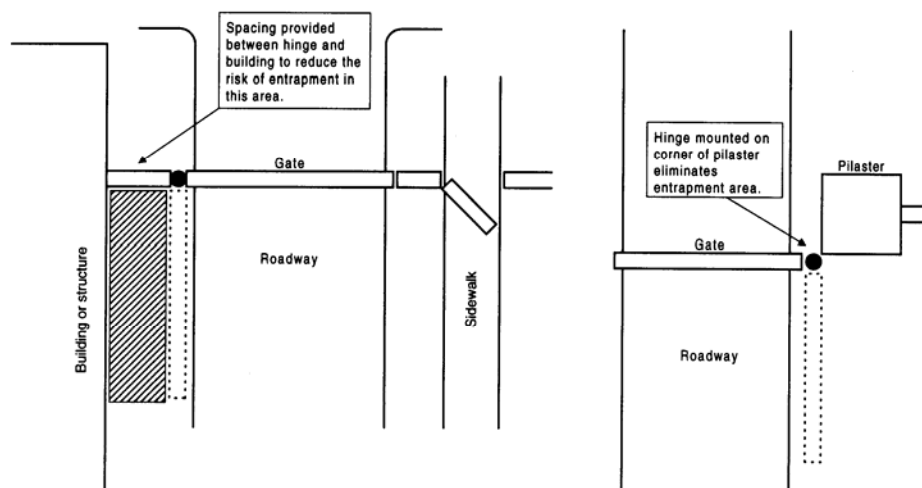 Spacing provided
between hinge and
building to reduce the
risk of entrapment in
this area.
Gate
Building or structure
Roadway
Sidewalk
Hinge mounted on
corner of pilaster
eliminates
entrapment area.
Pilaster
Gate
Roadway